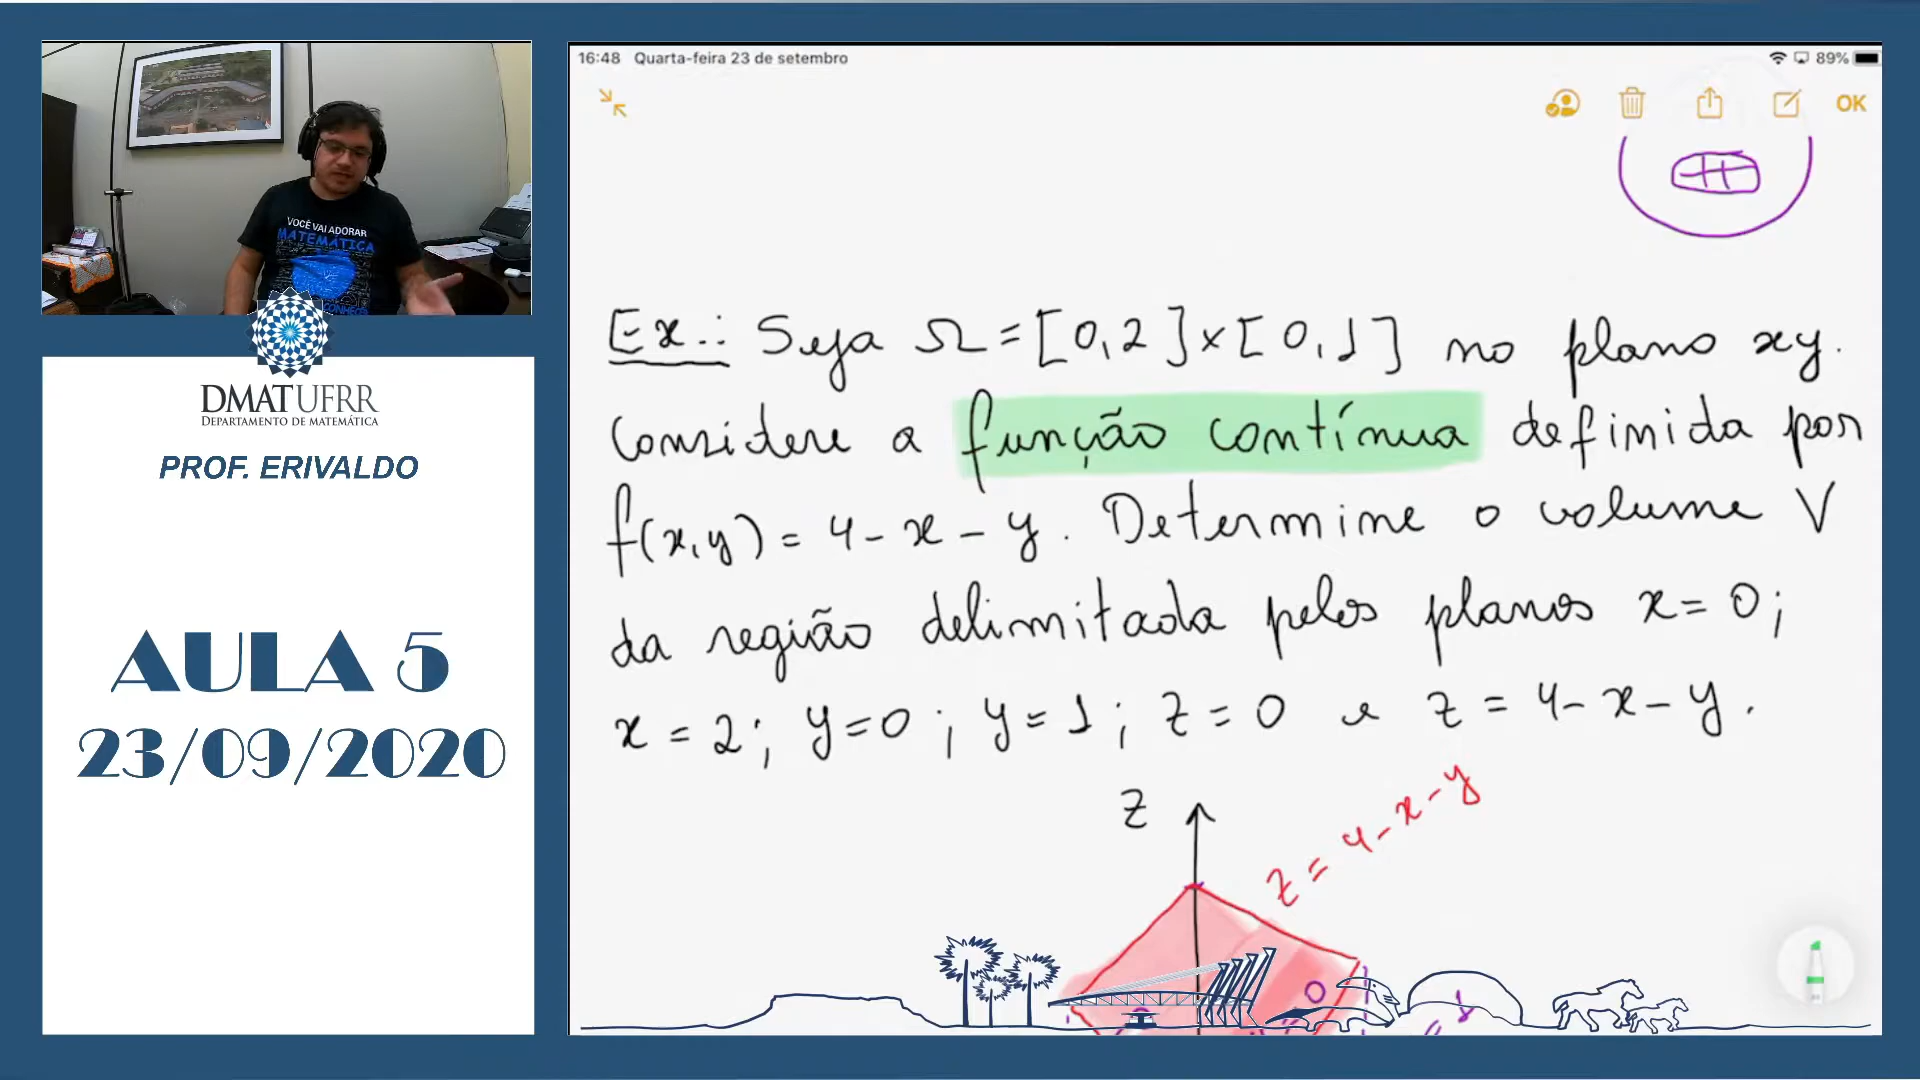 16:48 Quarta-feira 23 de setembro
89%
OK
VOCÊ VAI ADORAR
MATEMÁTICA
DMATUFRR
DEPARTAMENTO DE MATEMÁTICA
PROF. ERIVALDO
AULA 5
23/09/2020
Ex.: Seja Ω = [0,2]×[0,1] no plano xy.
Considere a função contínua definida por
f(x,y) = 4-x-y. Determine o volume V
da região delimitada pelos planos x=0;
x=2; y=0; y=1; z=0 e z=4-x-y.
z
z=4-x-y